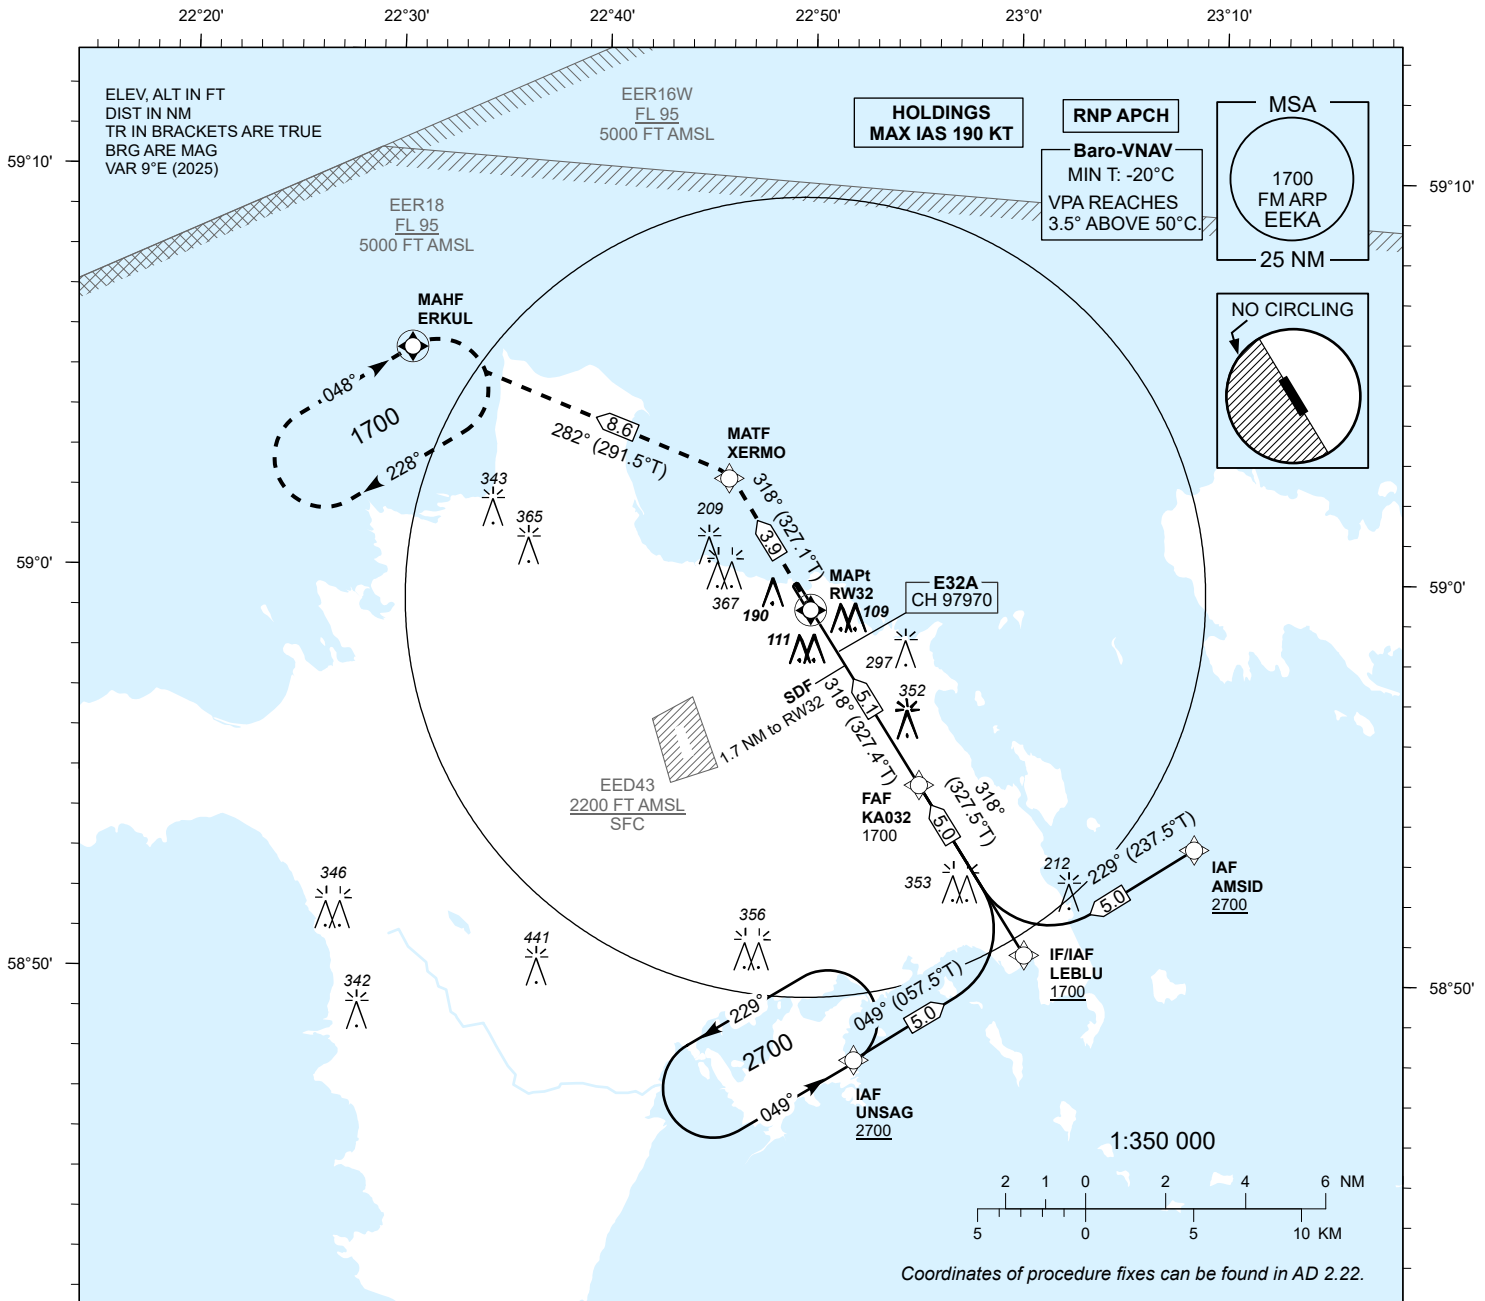 22°20'
22°30'
22°40'
22°50'
23°0'
23°10'
ELEV, ALT IN FT
DIST IN NM
TR IN BRACKETS ARE TRUE
BRG ARE MAG
VAR 9°E (2025)
EER16W
FL 95
5000 FT AMSL
HOLDINGS
MAX IAS 190 KT
RNP APCH
Baro-VNAV
MIN T: -20°C
VPA REACHES
3.5° ABOVE 50°C.
MSA
1700
FM ARP
EEKA
25 NM
59°10'
59°10'
EER18
FL 95
5000 FT AMSL
NO CIRCLING
MAHF
ERKUL
048°
1700
228°
8.6
282° (291.5°T)
MATF
XERMO
318° (327.1°T)
3.9
343
365
209
367
190
59°0'
59°0'
MAPt
RW32
109
111
E32A
CH 97970
297
352
SDF
1.7 NM to RW32
5.1
318° (327.4°T)
EED43
2200 FT AMSL
SFC
FAF
KA032
1700
318°
(327.5°T)
5.0
353
212
229° (237.5°T)
5.0
IAF
AMSID
2700
346
441
356
342
58°50'
58°50'
IF/IAF
LEBLU
1700
049° (057.5°T)
5.0
229°
2700
049°
IAF
UNSAG
2700
1:350 000
2 1 0 2 4 6 NM
5 0 5 10 KM
Coordinates of procedure fixes can be found in AD 2.22.